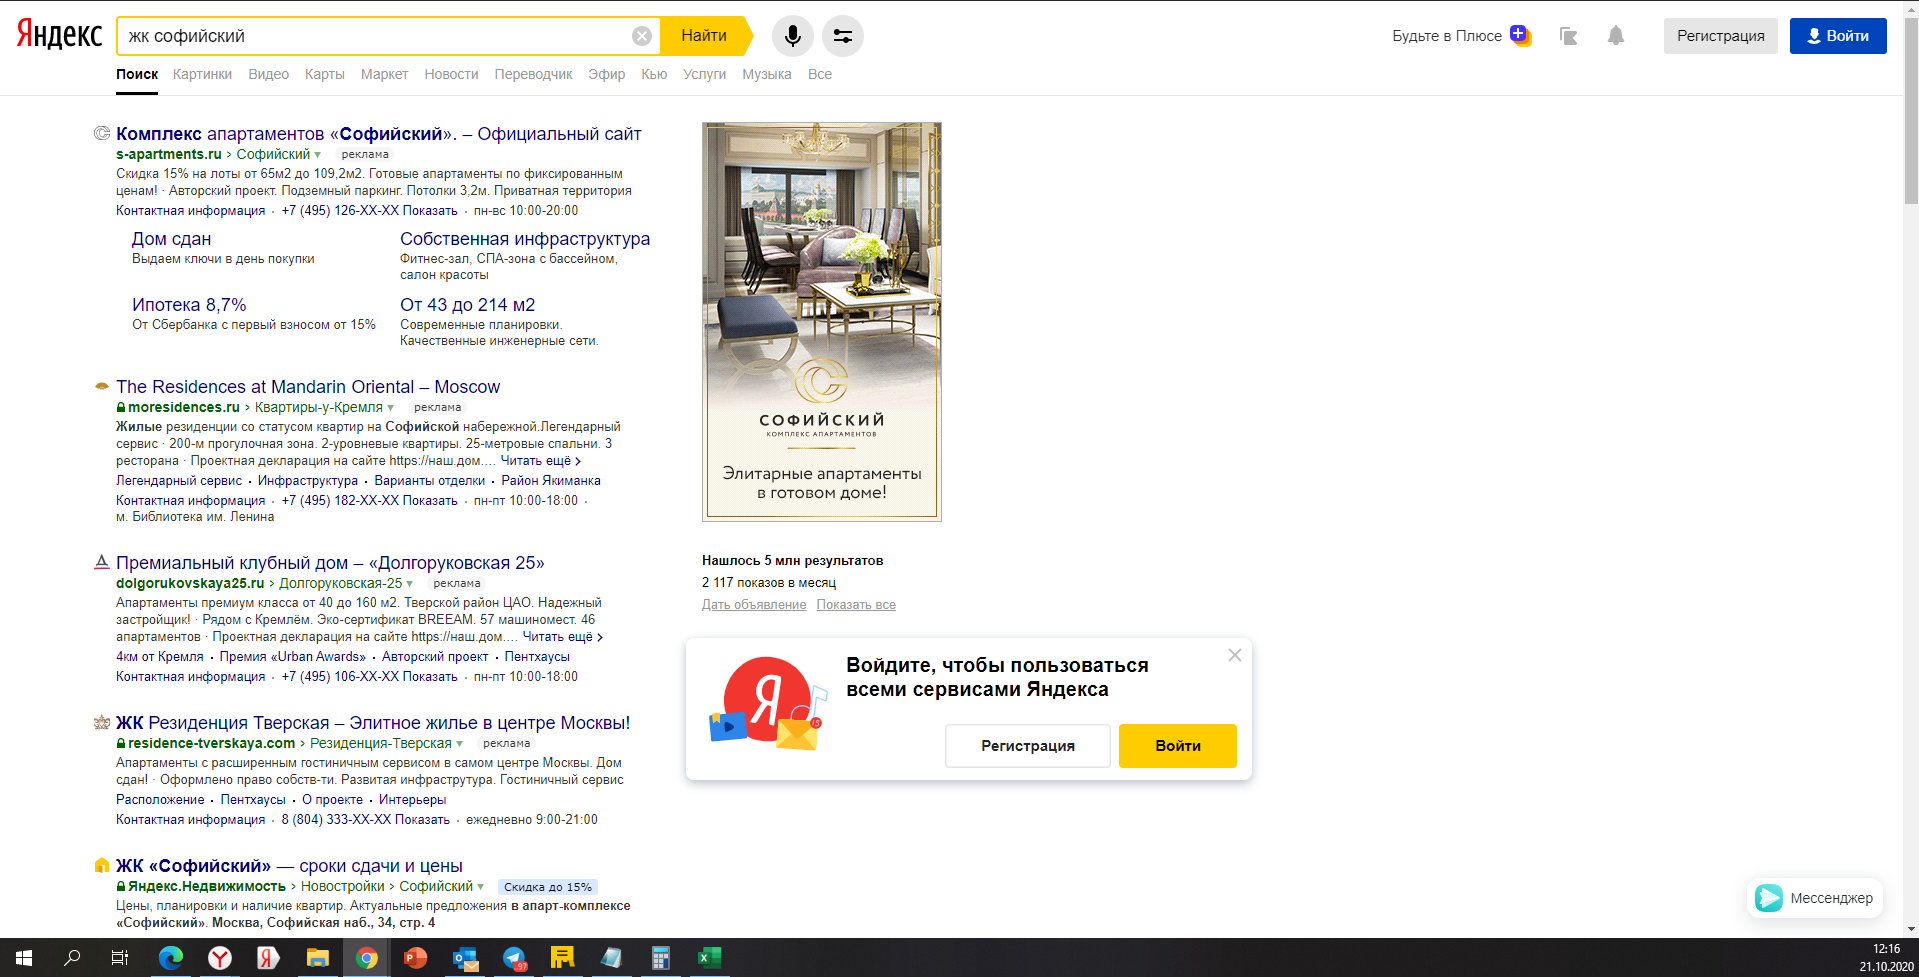 Яндекс
жк софийский
Найти
Будьте в Плюсе
Регистрация
Войти
Поиск Картинки Видео Карты Маркет Новости Переводчик Эфир Кью Услуги Музыка Все
Комплекс апартаментов «Софийский». – Официальный сайт
s-apartments.ru › Софийский реклама
Скидка 15% на лоты от 65м2 до 109,2м2. Готовые апартаменты по фиксированным
ценам! · Авторский проект. Подземный паркинг. Потолки 3,2м. Приватная территория
Контактная информация · +7 (495) 126-XX-XX Показать · пн-вс 10:00-20:00
Дом сдан
Выдаем ключи в день покупки
Собственная инфраструктура
Фитнес-зал, СПА-зона с бассейном,
салон красоты
Ипотека 8,7%
От Сбербанка с первый взносом от 15%
От 43 до 214 м2
Современные планировки.
Качественные инженерные сети.
The Residences at Mandarin Oriental – Moscow
moresidences.ru › Квартиры-у-Кремля реклама
Жилые резиденции со статусом квартир на Софийской набережной.Легендарный
сервис · 200-м прогулочная зона. 2-уровневые квартиры. 25-метровые спальни. 3
ресторана · Проектная декларация на сайте https://наш.дом.... Читать ещё ›
Легендарный сервис · Инфраструктура · Варианты отделки · Район Якиманка
Контактная информация · +7 (495) 182-XX-XX Показать · пн-пт 10:00-18:00 ·
м. Библиотека им. Ленина
Премиальный клубный дом – «Долгоруковская 25»
dolgorukovskaya25.ru › Долгоруковская-25 реклама
Апартаменты премиум класса от 40 до 160 м2. Тверской район ЦАО. Надежный
застройщик! · Рядом с Кремлём. Эко-сертификат BREEAM. 57 машиномест. 46
апартаментов · Проектная декларация на сайте https://наш.дом.... Читать ещё ›
4км от Кремля · Премия «Urban Awards» · Авторский проект · Пентхаусы
Контактная информация · +7 (495) 106-XX-XX Показать · пн-пт 10:00-18:00
ЖК Резиденция Тверская – Элитное жилье в центре Москвы!
residence-tverskaya.com › Резиденция-Тверская реклама
Апартаменты с расширенным гостиничным сервисом в самом центре Москвы. Дом
сдан! · Оформлено право собств-ти. Развитая инфраструтура. Гостиничный сервис
Расположение · Пентхаусы · О проекте · Интерьеры
Контактная информация · 8 (804) 333-XX-XX Показать · ежедневно 9:00-21:00
ЖК «Софийский» — сроки сдачи и цены
Яндекс.Недвижимость › Новостройки › Софийский Скидка до 15%
Цены, планировки и наличие квартир. Актуальные предложения в апарт-комплексе
«Софийский». Москва, Софийская наб., 34, стр. 4
СОФИЙСКИЙ
КОМПЛЕКС АПАРТАМЕНТОВ
Элитарные апартаменты
в готовом доме!
Нашлось 5 млн результатов
2 117 показов в месяц
Дать объявление Показать все
Я
15
Войдите, чтобы пользоваться
всеми сервисами Яндекса
Регистрация
Войти
Мессенджер
97
12:16
21.10.2020